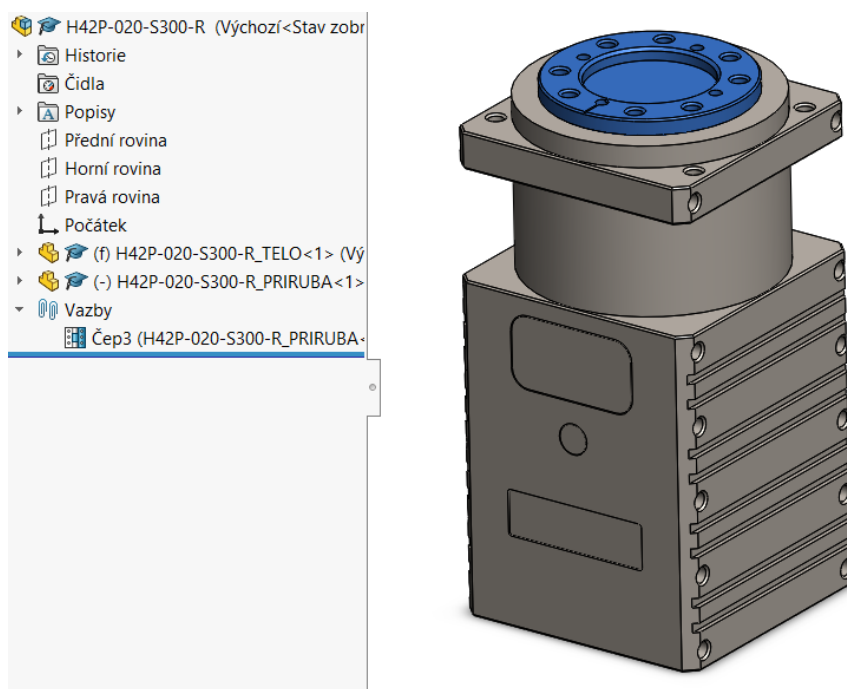 H42P-020-S300-R (Výchozí<Stav zobr
Historie
Čidla
A Popisy
Přední rovina
Horní rovina
Pravá rovina
Počátek
(f) H42P-020-S300-R_TELO<1> (Vý
(-) H42P-020-S300-R_PRIRUBA<1>
Vazby
Čep3 (H42P-020-S300-R_PRIRUBA<